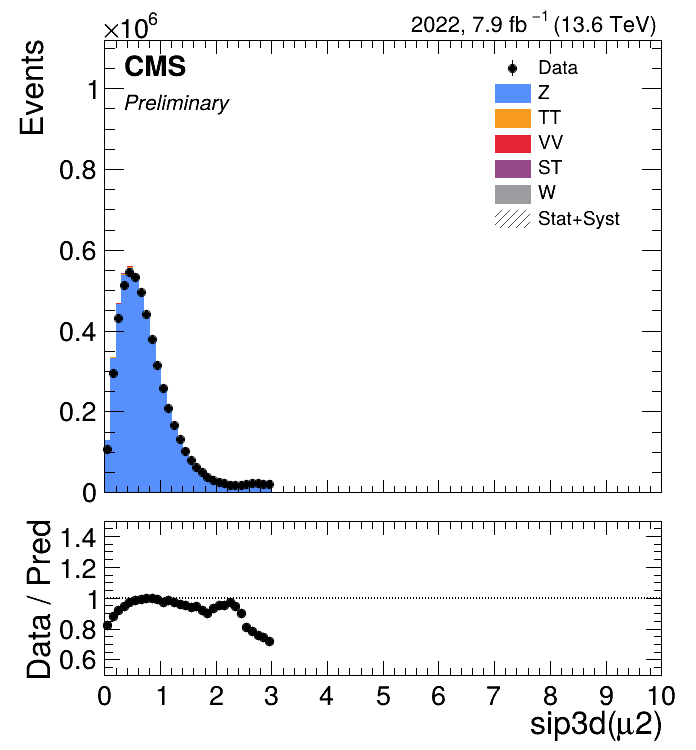 ×10⁶
2022, 7.9 fb⁻¹ (13.6 TeV)
Events
CMS
Preliminary
Data
Z
TT
VV
ST
W
Stat+Syst
1
0.8
0.6
0.4
0.2
0
Data / Pred
1.4
1.2
1
0.8
0.6
0 1 2 3 4 5 6 7 8 9 10
sip3d(μ2)